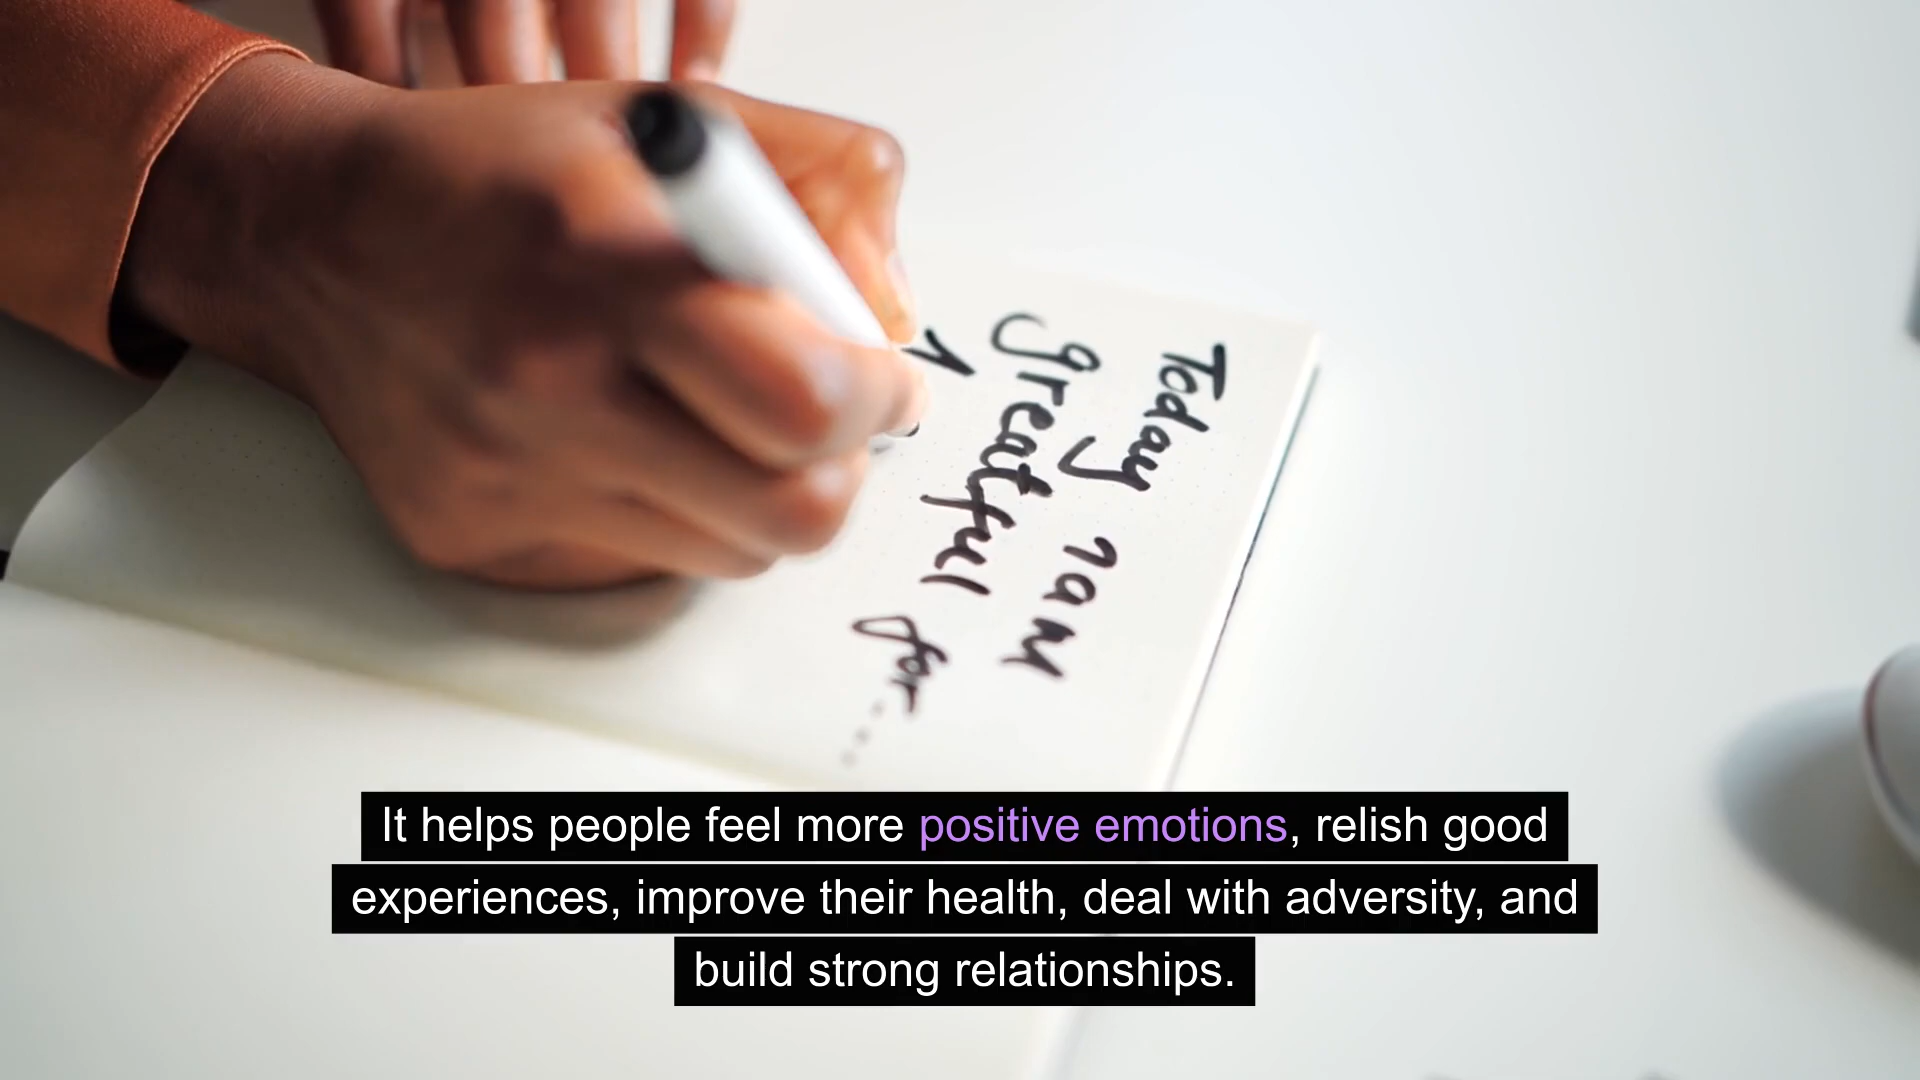 Today I am
greatful for....
1
It helps people feel more positive emotions, relish good
experiences, improve their health, deal with adversity, and
build strong relationships.